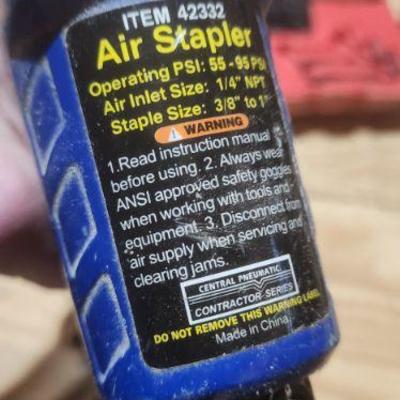 ITEM 42332
Air Stapler
Operating PSI: 55 - 95 PSI
Air Inlet Size: 1/4" NPT
Staple Size: 3/8" to 1"
WARNING
1.Read instruction manual
before using. 2. Always wear
ANSI approved safety goggles
when working with tools and
equipment. 3. Disconnect from
air supply when servicing and
clearing jams.
CENTRAL PNEUMATIC
CONTRACTOR SERIES
DO NOT REMOVE THIS WARNING LABEL
Made in China.